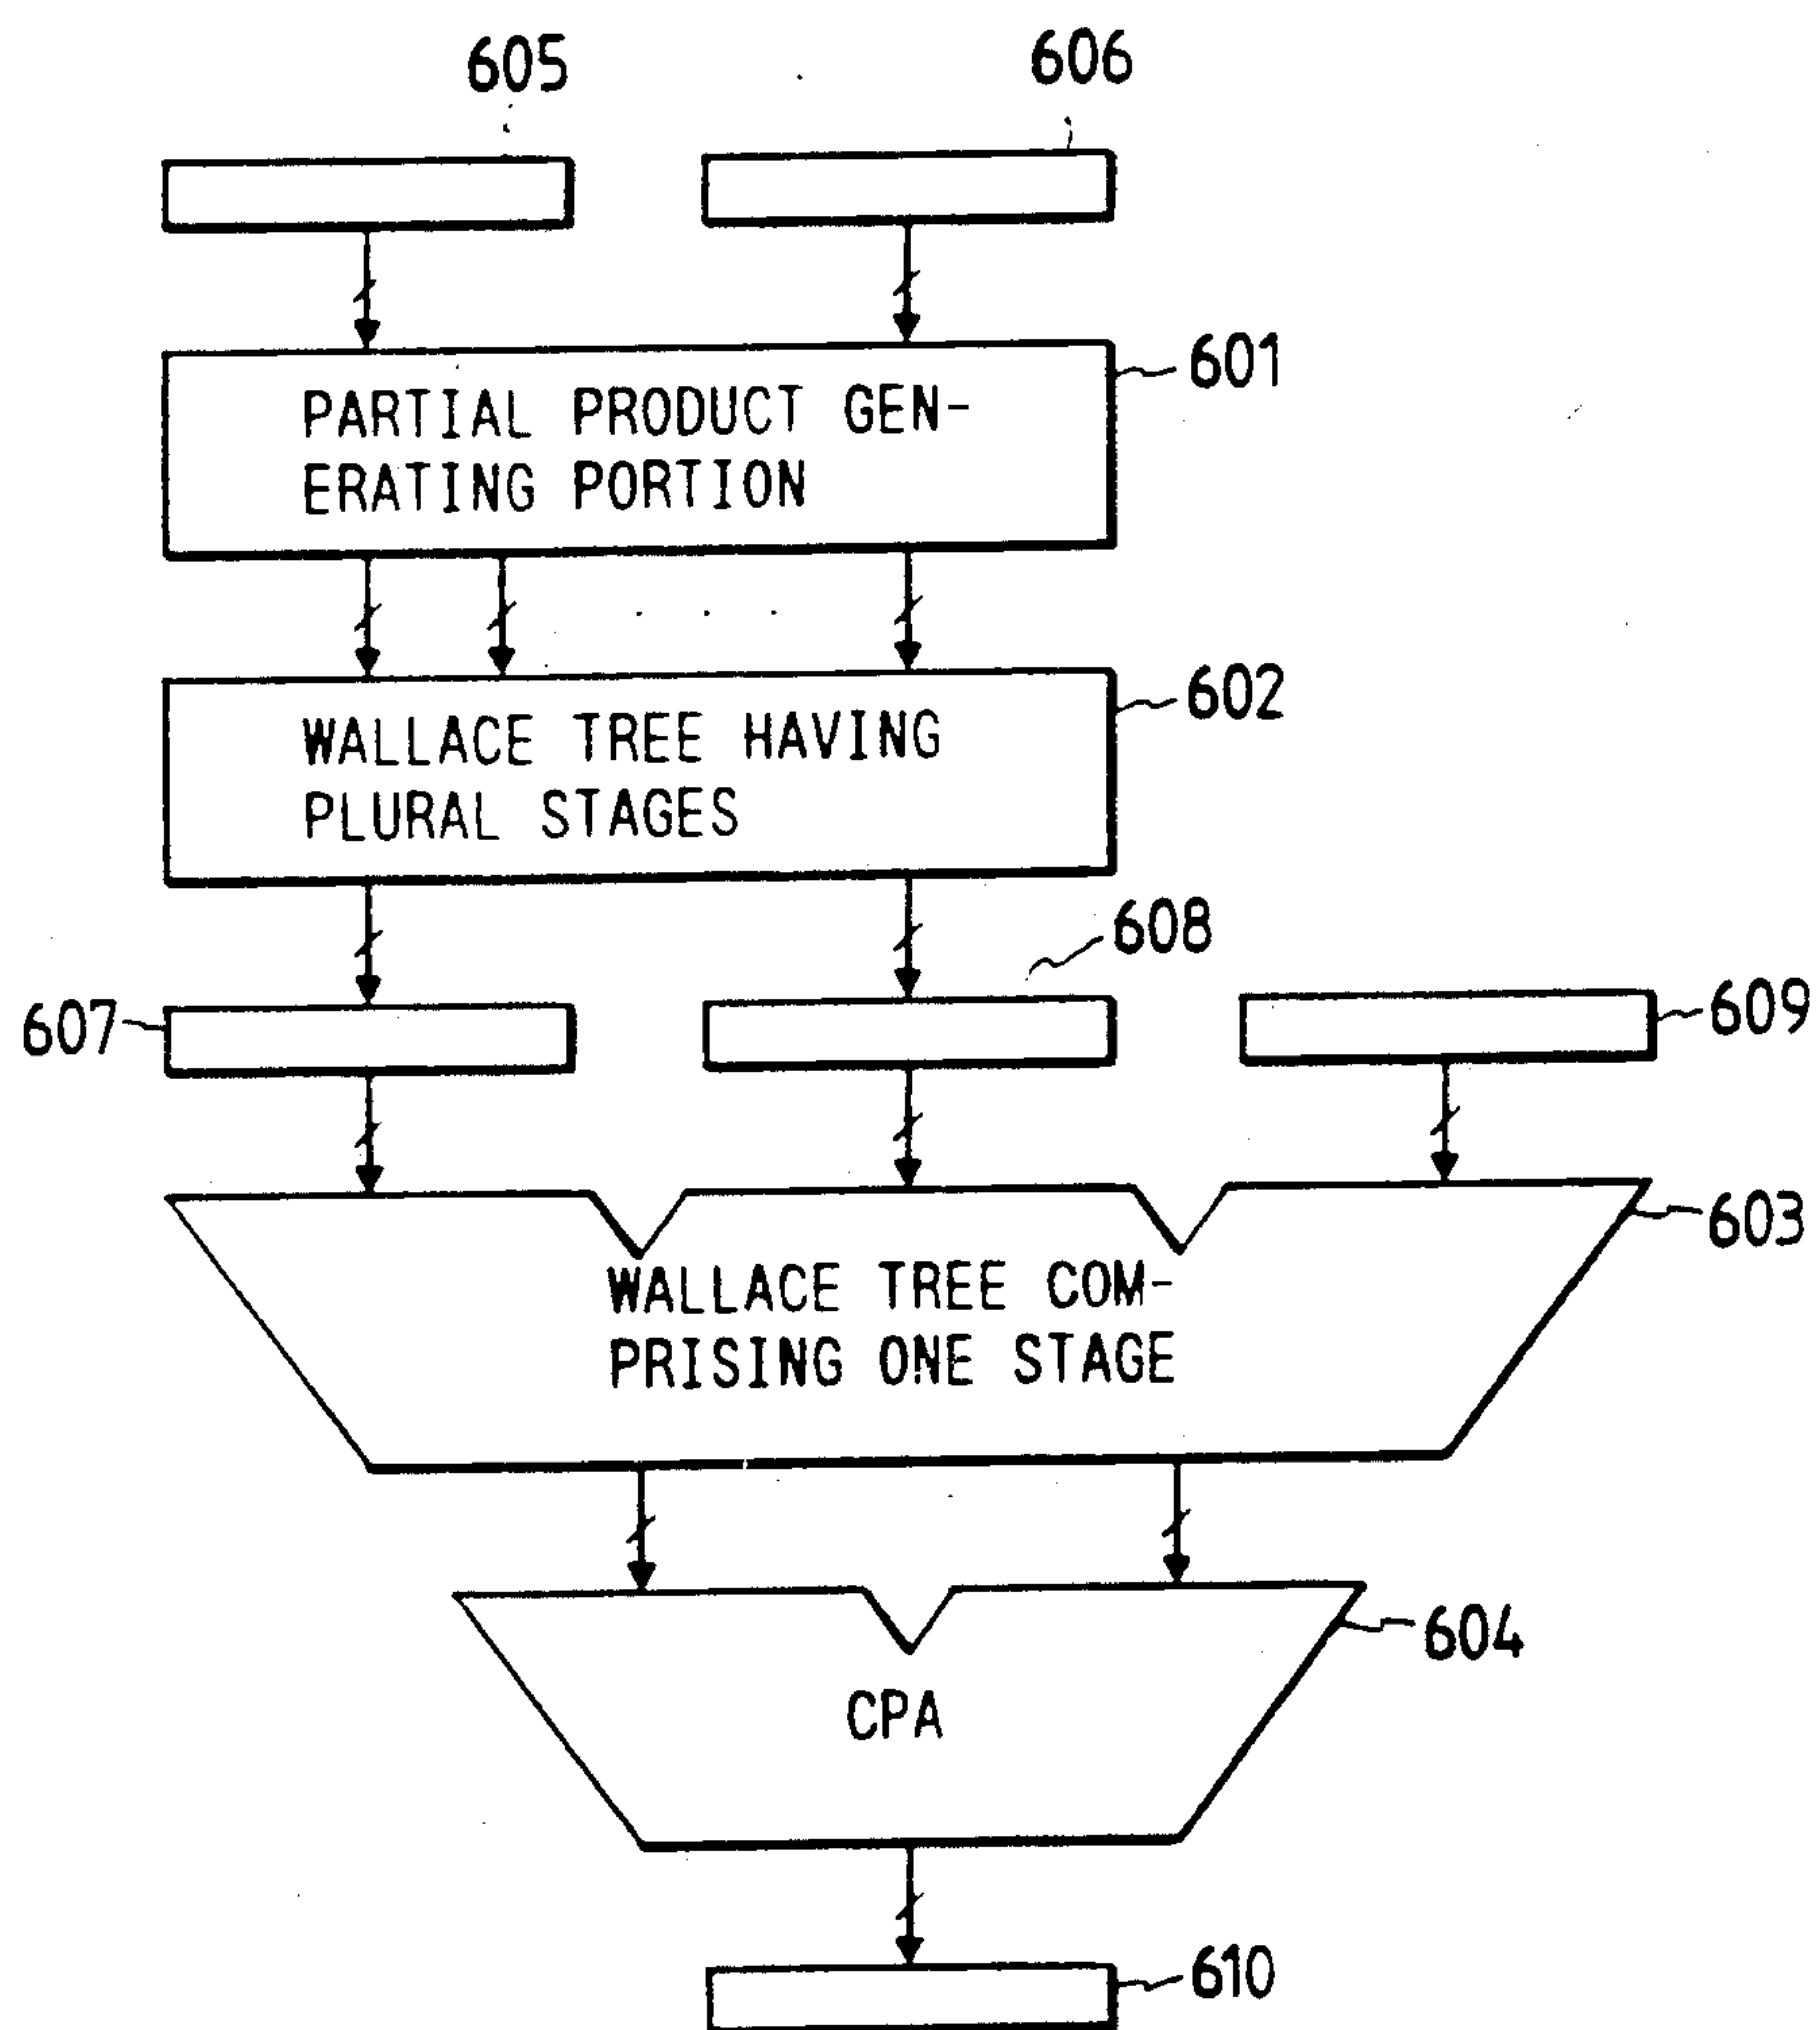 605
606
601
PARTIAL PRODUCT GEN-
ERATING PORTION
602
WALLACE TREE HAVING
PLURAL STAGES
608
607
609
603
WALLACE TREE COM-
PRISING ONE STAGE
604
CPA
610